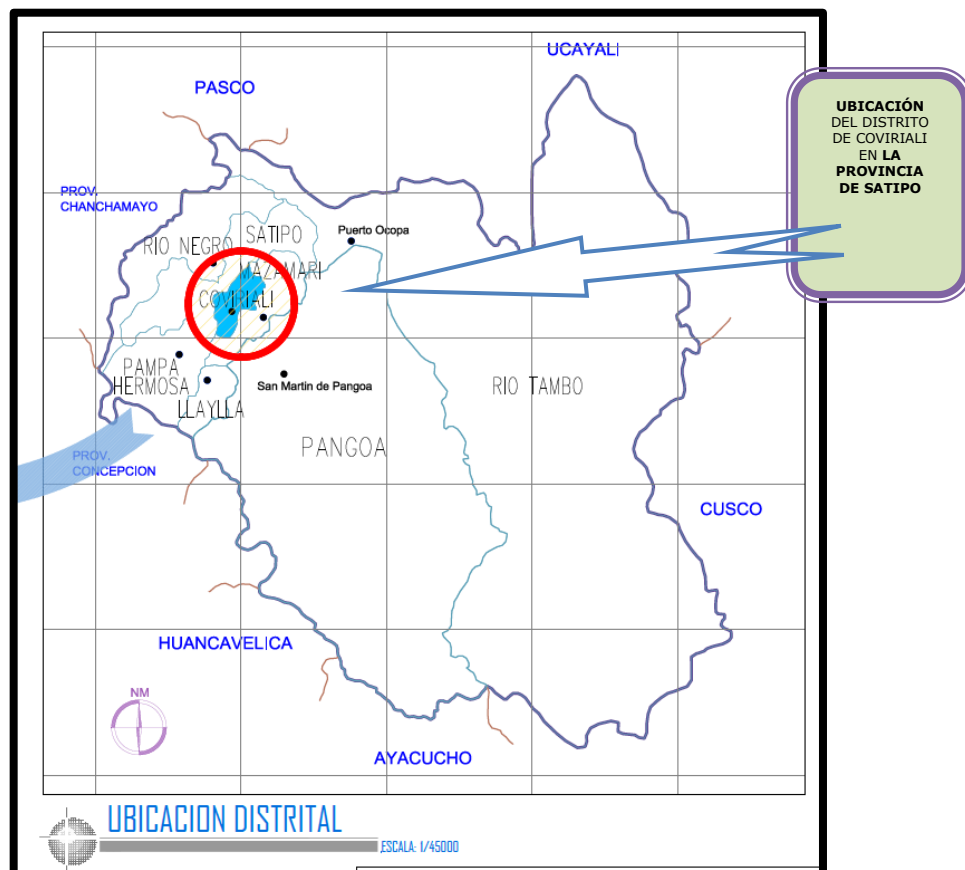 UCAYALI
PASCO
UBICACIÓN
DEL DISTRITO
DE COVIRIALI
EN LA
PROVINCIA
DE SATIPO
PROV.
CHANCHAMAYO
SATIPO
Puerto Ocopa
RIO NEGRO
MAZAMARI
COVIRIALI
PAMPA
HERMOSA
San Martin de Pangoa
RIO TAMBO
LLAYLLA
PANGOA
PROV.
CONCEPCION
CUSCO
HUANCAVELICA
NM
AYACUCHO
UBICACION DISTRITAL
ESCALA: 1/45000